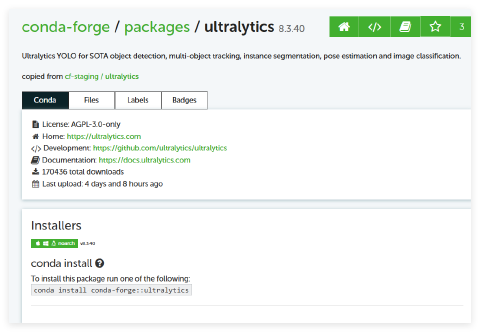 conda-forge / packages / ultralytics 8.3.40
3
Ultralytics YOLO for SOTA object detection, multi-object tracking, instance segmentation, pose estimation and image classification.
copied from cf-staging / ultralytics
Conda Files Labels Badges
License: AGPL-3.0-only
Home: https://ultralytics.com
</> Development: https://github.com/ultralytics/ultralytics
Documentation: https://docs.ultralytics.com
170436 total downloads
Last upload: 4 days and 8 hours ago
Installers
noarch v8.3.40
conda install
To install this package run one of the following:
conda install conda-forge::ultralytics